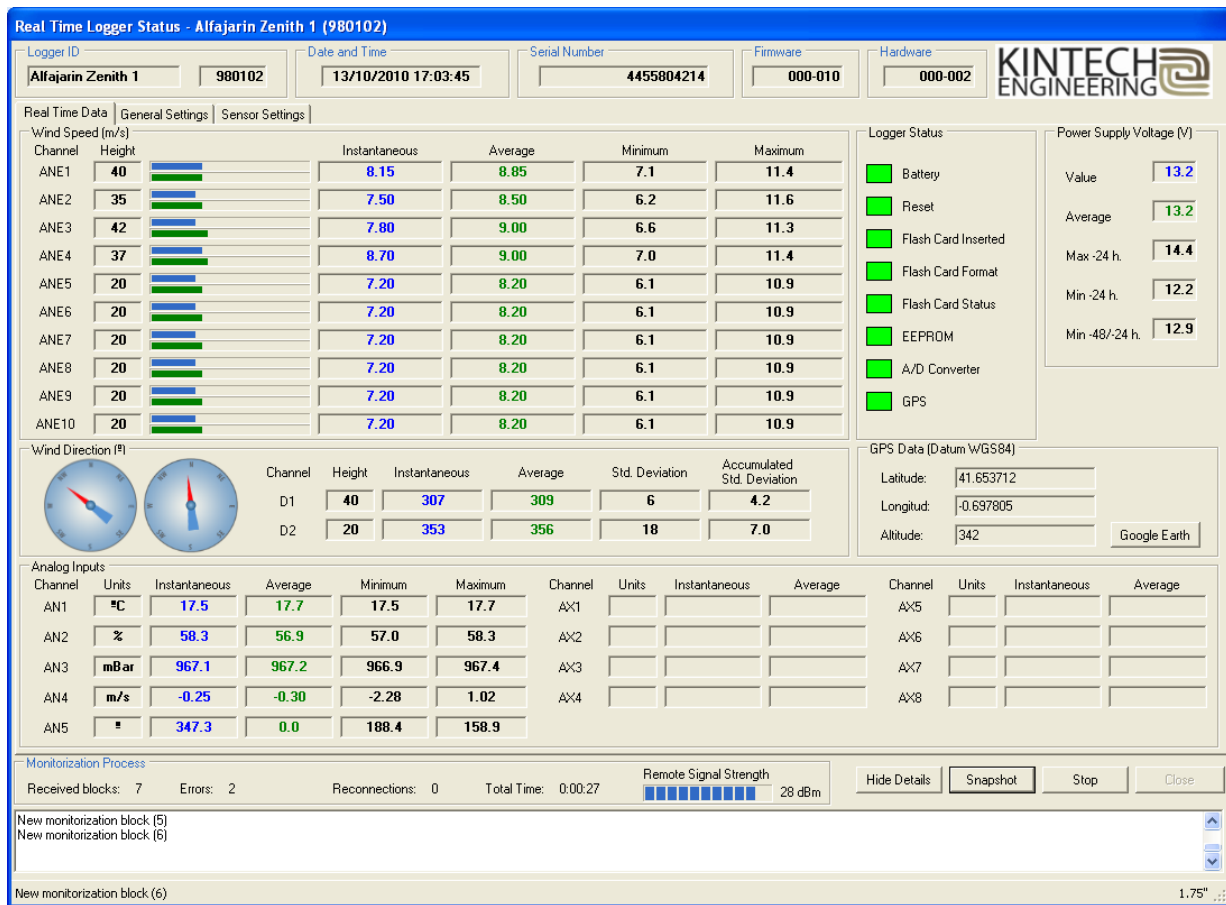 Real Time Logger Status - Alfajarin Zenith 1 (980102)
Logger ID Date and Time Serial Number Firmware Hardware
Alfajarin Zenith 1 980102 13/10/2010 17:03:45 4455804214 000-010 000-002
KINTECH
ENGINEERING
Real Time Data General Settings Sensor Settings
Wind Speed (m/s)
Channel Height Instantaneous Average Minimum Maximum
ANE1 40 8.15 8.85 7.1 11.4
ANE2 35 7.50 8.50 6.2 11.6
ANE3 42 7.80 9.00 6.6 11.3
ANE4 37 8.70 9.00 7.0 11.4
ANE5 20 7.20 8.20 6.1 10.9
ANE6 20 7.20 8.20 6.1 10.9
ANE7 20 7.20 8.20 6.1 10.9
ANE8 20 7.20 8.20 6.1 10.9
ANE9 20 7.20 8.20 6.1 10.9
ANE10 20 7.20 8.20 6.1 10.9
Logger Status
Battery
Reset
Flash Card Inserted
Flash Card Format
Flash Card Status
EEPROM
A/D Converter
GPS
Power Supply Voltage (V)
Value 13.2
Average 13.2
Max -24 h. 14.4
Min -24 h. 12.2
Min -48/-24 h. 12.9
Wind Direction (º)
Channel Height Instantaneous Average Std. Deviation Accumulated
Std. Deviation
D1 40 307 309 6 4.2
D2 20 353 356 18 7.0
GPS Data (Datum WGS84)
Latitude: 41.653712
Longitud: -0.697805
Altitude: 342 Google Earth
Analog Inputs
Channel Units Instantaneous Average Minimum Maximum Channel Units Instantaneous Average Channel Units Instantaneous Average
AN1 ºC 17.5 17.7 17.5 17.7 AX1 AX5
AN2 % 58.3 56.9 57.0 58.3 AX2 AX6
AN3 mBar 967.1 967.2 966.9 967.4 AX3 AX7
AN4 m/s -0.25 -0.30 -2.28 1.02 AX4 AX8
AN5 º 347.3 0.0 188.4 158.9
Monitorization Process
Received blocks: 7 Errors: 2 Reconnections: 0 Total Time: 0:00:27 Remote Signal Strength 28 dBm
Hide Details Snapshot Stop Close
New monitorization block (5)
New monitorization block (6)
New monitorization block (6) 1.75"